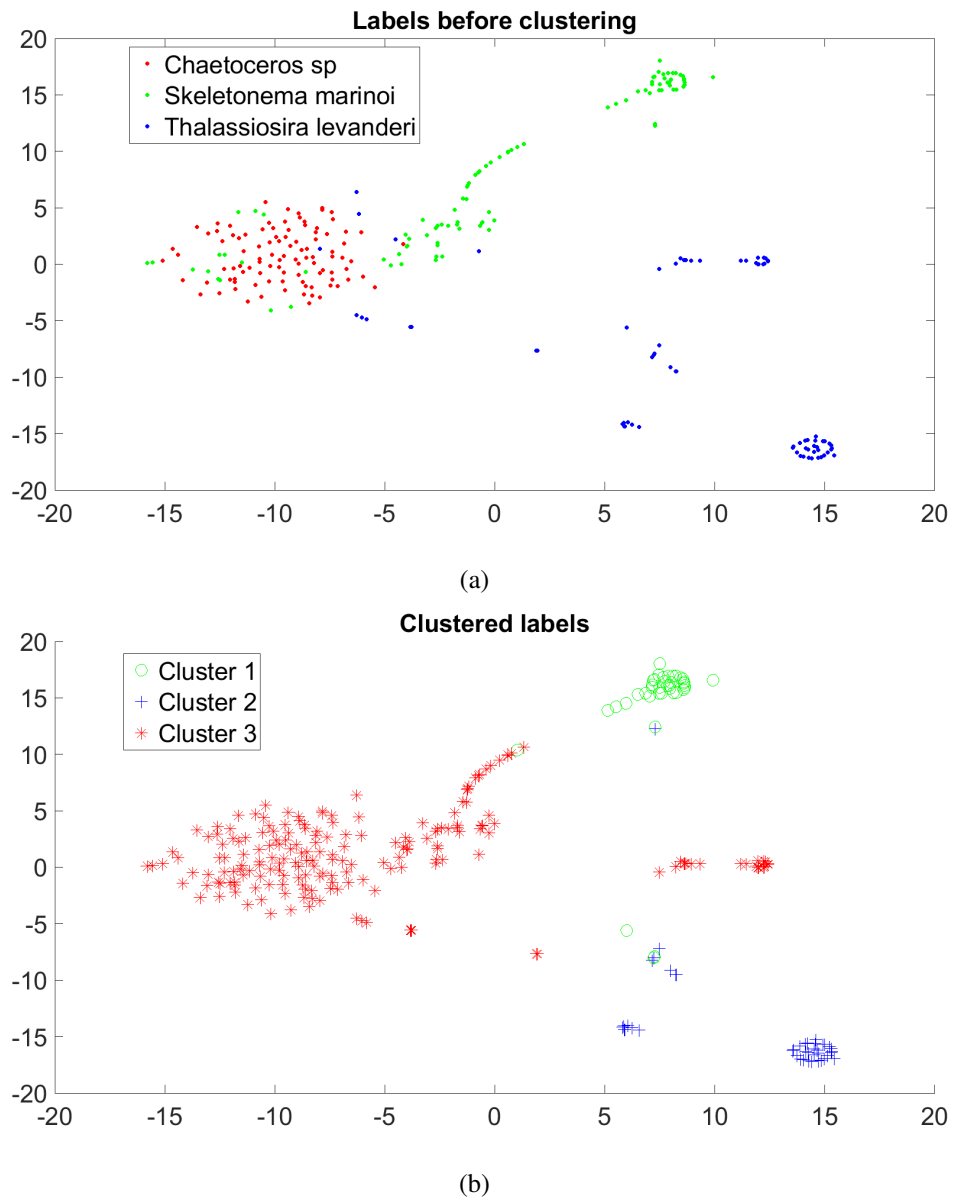 Labels before clustering
20
15
10
5
0
-5
-10
-15
-20
Chaetoceros sp
Skeletonema marinoi
Thalassiosira levanderi
-20 -15 -10 -5 0 5 10 15 20
(a)
Clustered labels
20
15
10
5
0
-5
-10
-15
-20
Cluster 1
Cluster 2
Cluster 3
-20 -15 -10 -5 0 5 10 15 20
(b)